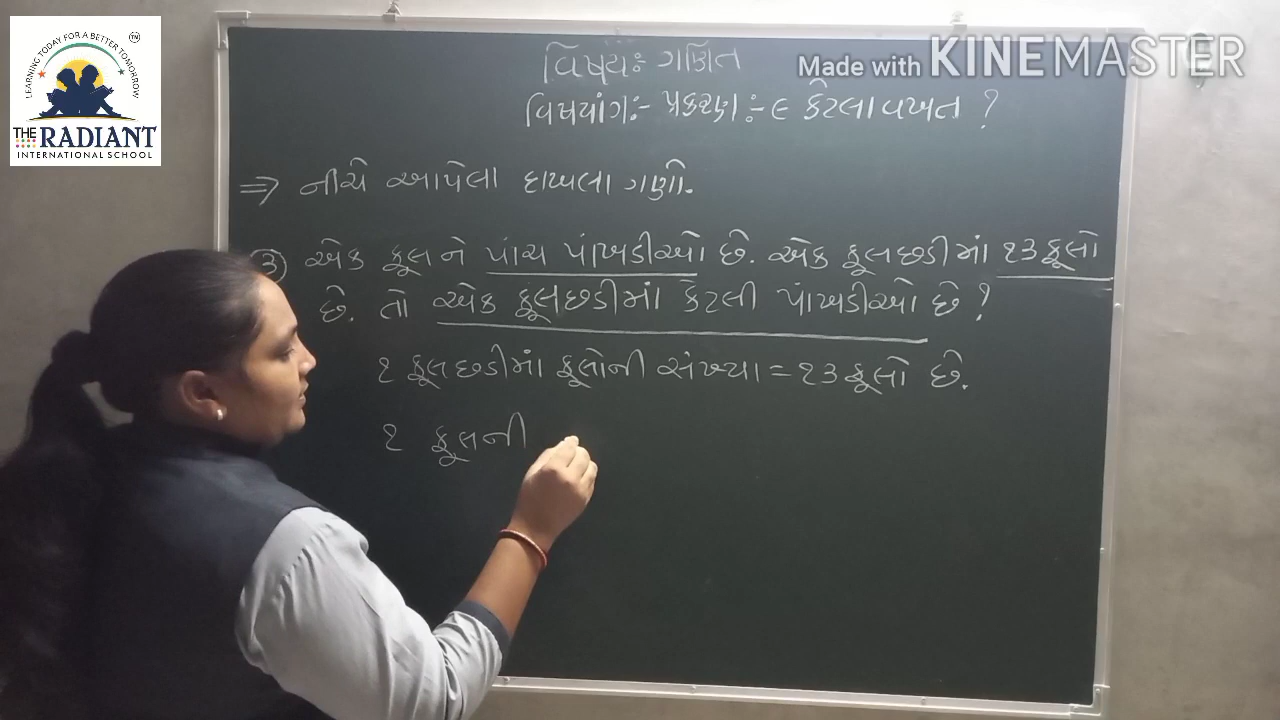 LEARNING TODAY FOR A BETTER TOMORROW
TM
THE RADIANT
INTERNATIONAL SCHOOL
Made with KINEMASTER
વિષય:- ગણિત
વિષયાંગ:- પ્રકરણ:- ૯ કેટલા વખત ?
⇒ નીચે આપેલા દાખલા ગણો.
(૩) એક ફૂલ ને પાંચ પાંખડીઓ છે. એક ફૂલછડીમાં ૨૩ ફૂલો
છે. તો એક ફૂલછડીમાં કેટલી પાંખડીઓ છે ?
૧ ફૂલછડીમાં ફૂલોની સંખ્યા = ૨૩ ફૂલો છે.
૧ ફૂલની